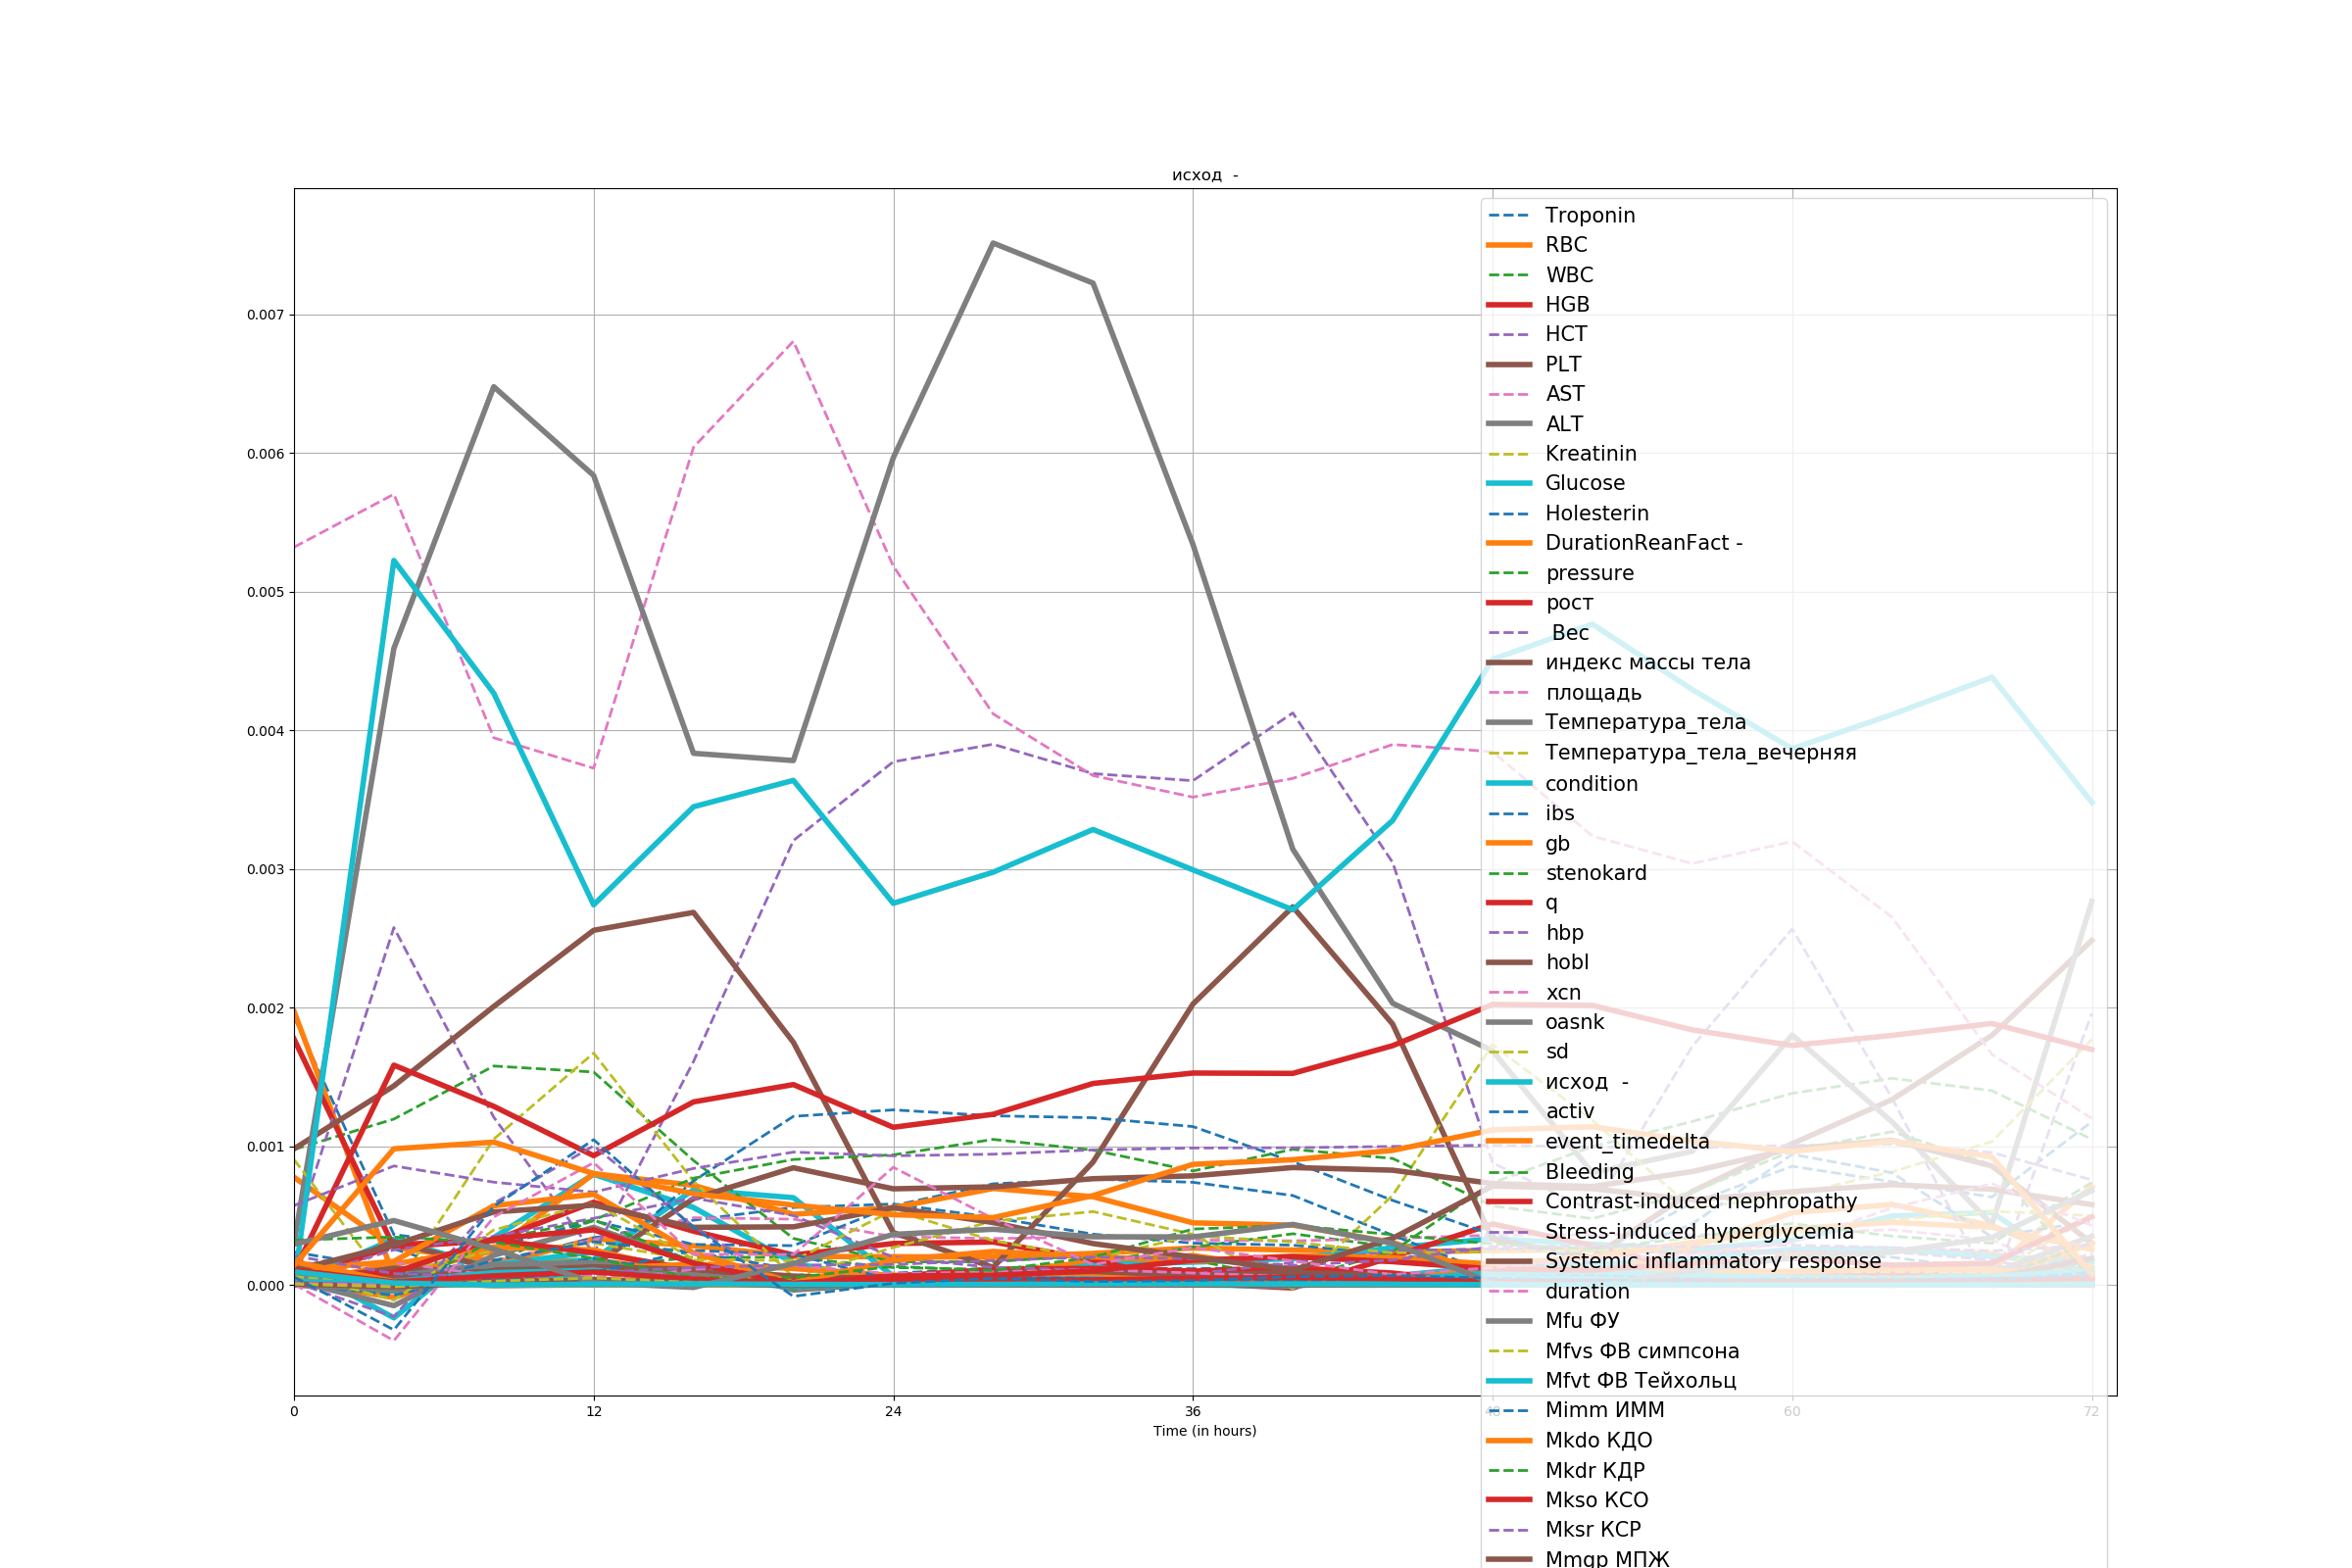 исход -
0.007
0.006
0.005
0.004
0.003
0.002
0.001
0.000
0
12
24
36
48
60
72
Time (in hours)
Troponin
RBC
WBC
HGB
HCT
PLT
AST
ALT
Kreatinin
Glucose
Holesterin
DurationReanFact -
pressure
рост
Вес
индекс массы тела
площадь
Температура_тела
Температура_тела_вечерняя
condition
ibs
gb
stenokard
q
hbp
hobl
xcn
oasnk
sd
исход -
activ
event_timedelta
Bleeding
Contrast-induced nephropathy
Stress-induced hyperglycemia
Systemic inflammatory response
duration
Mfu ФУ
Mfvs ФВ симпсона
Mfvt ФВ Тейхольц
Mimm ИММ
Mkdo КДО
Mkdr КДР
Mkso КСО
Mksr КСР
Mmgp МПЖ